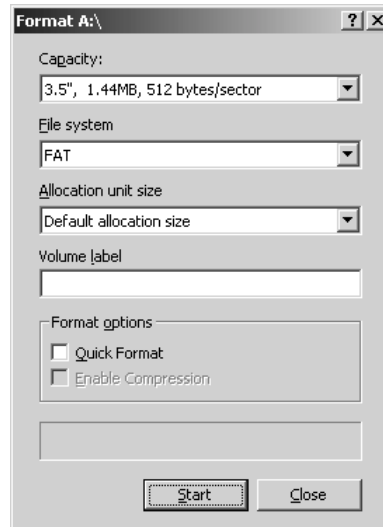 Format A:\
Capacity:
3.5", 1.44MB, 512 bytes/sector
File system
FAT
Allocation unit size
Default allocation size
Volume label
Format options
Quick Format
Enable Compression
Start Close